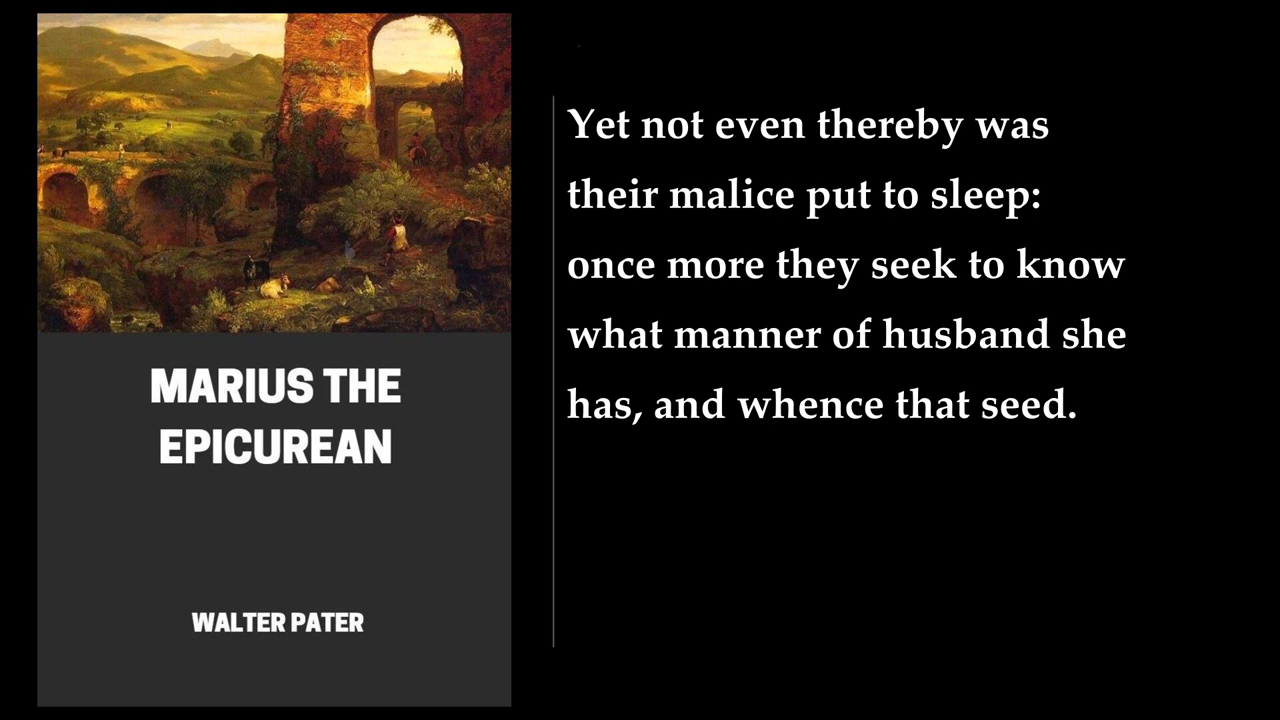 MARIUS THE
EPICUREAN
WALTER PATER
Yet not even thereby was
their malice put to sleep:
once more they seek to know
what manner of husband she
has, and whence that seed.